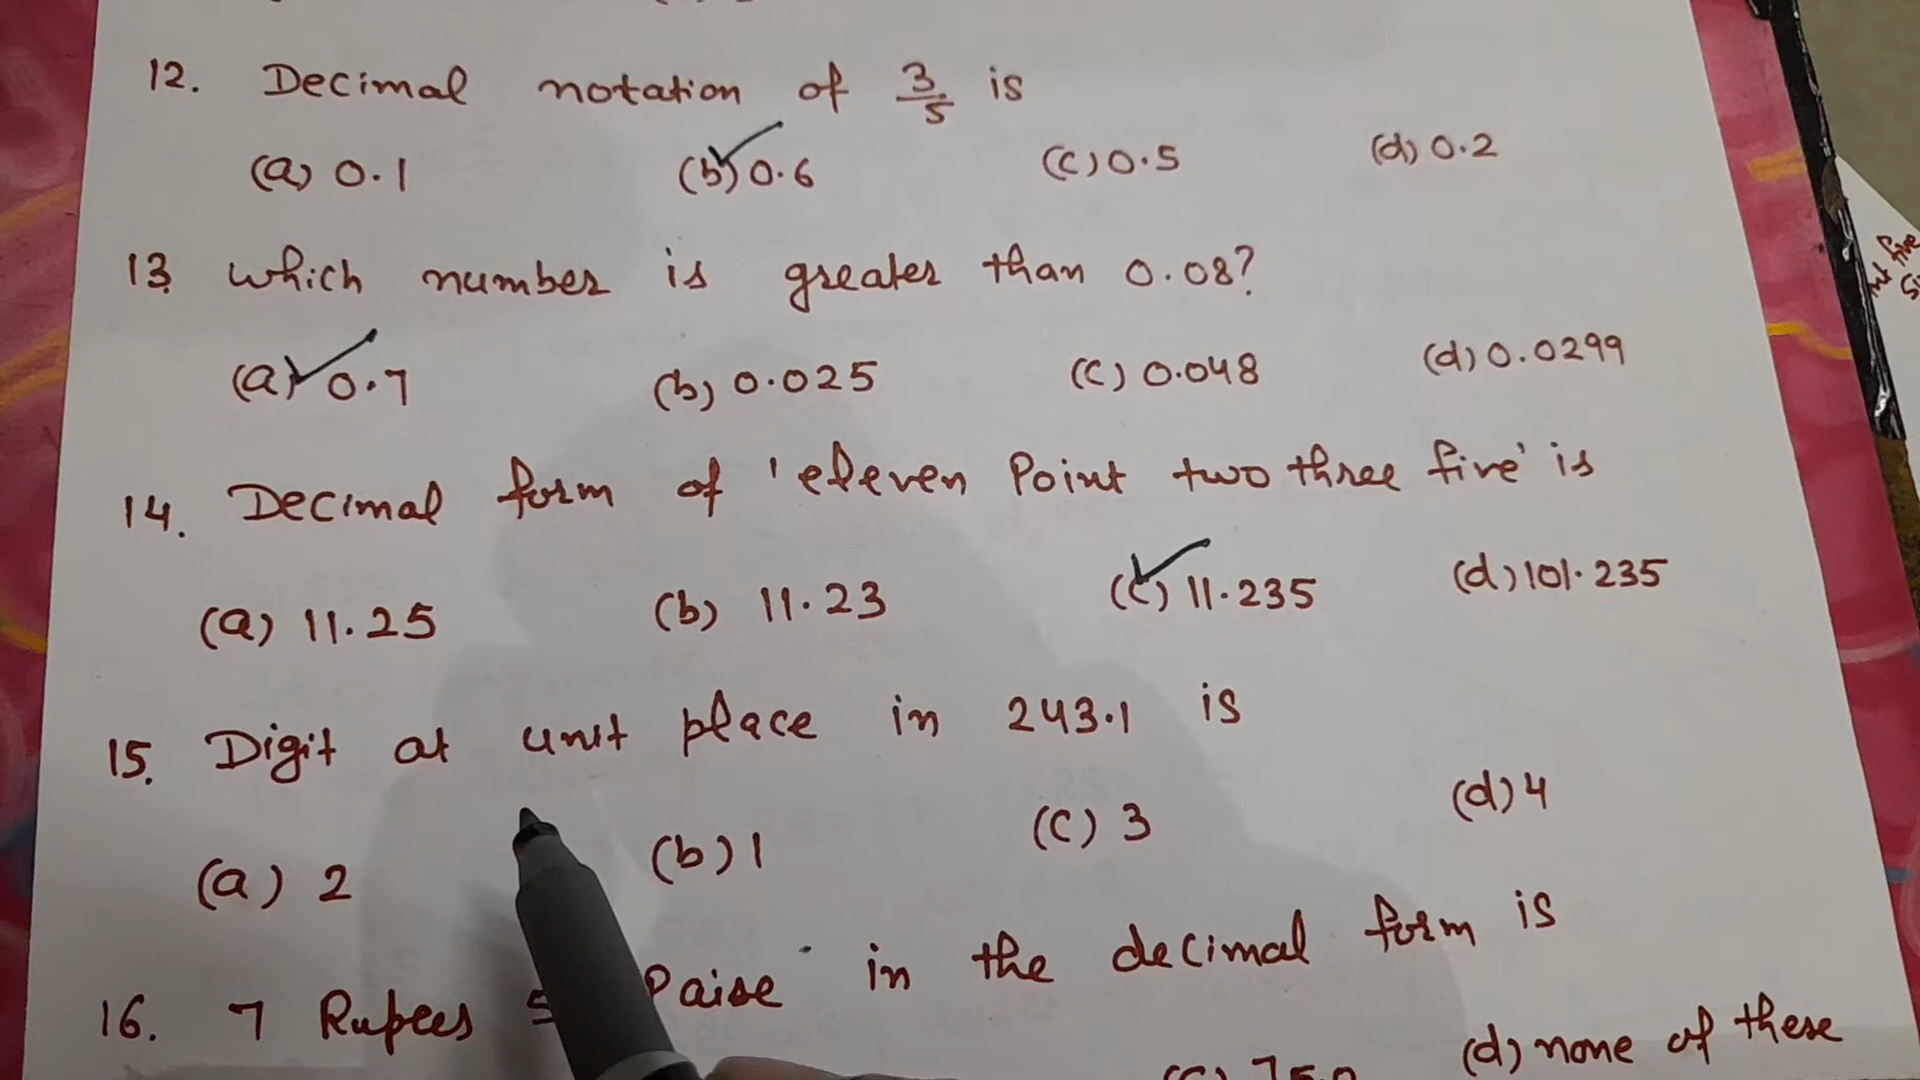 12. Decimal notation of 3/5 is
(a) 0.1 (b) 0.6 (c) 0.5 (d) 0.2
13. which number is greater than 0.08?
(a) 0.7 (b) 0.025 (c) 0.048 (d) 0.0299
14. Decimal form of 'eleven Point two three five' is
(a) 11.25 (b) 11.23 (c) 11.235 (d) 101.235
15. Digit at unit place in 243.1 is
(a) 2 (b) 1 (c) 3 (d) 4
16. 7 Rupees Paise in the decimal form is
(d) none of these
five